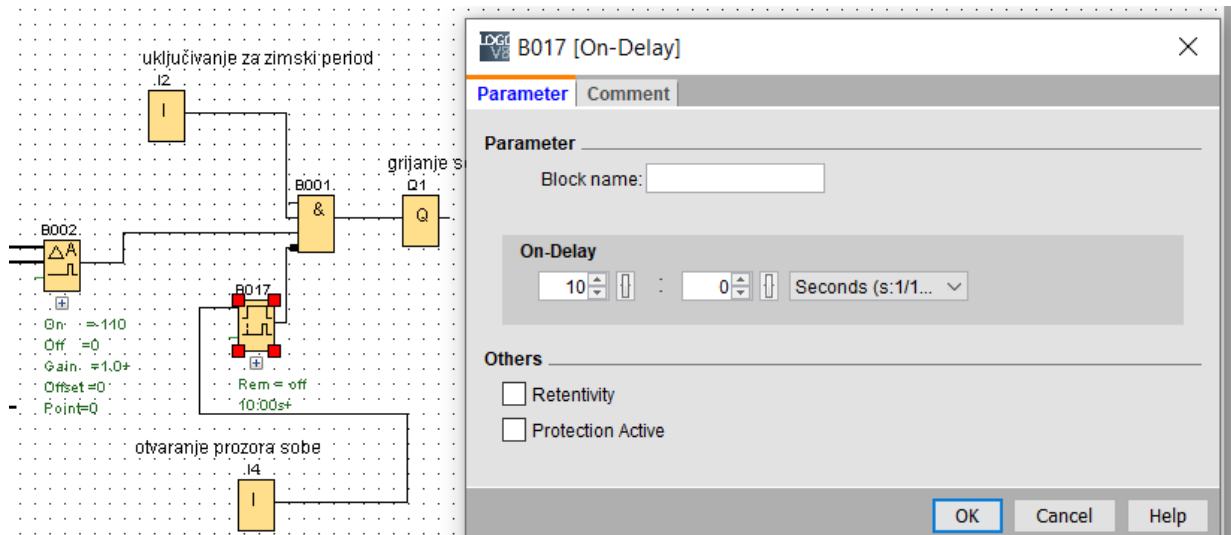 uključivanje za zimski period
I2
I
grijanje s
B001
Q1
&
Q
B002
A
B017
On =-110
Off =0
Gain =1.0+
Offset=0
Point=0
Rem = off
10:00s+
otvaranje prozora sobe
I4
I
B017 [On-Delay]
Parameter Comment
Parameter
Block name:
On-Delay
10 : 0 Seconds (s:1/1...
Others
Retentivity
Protection Active
OK Cancel Help